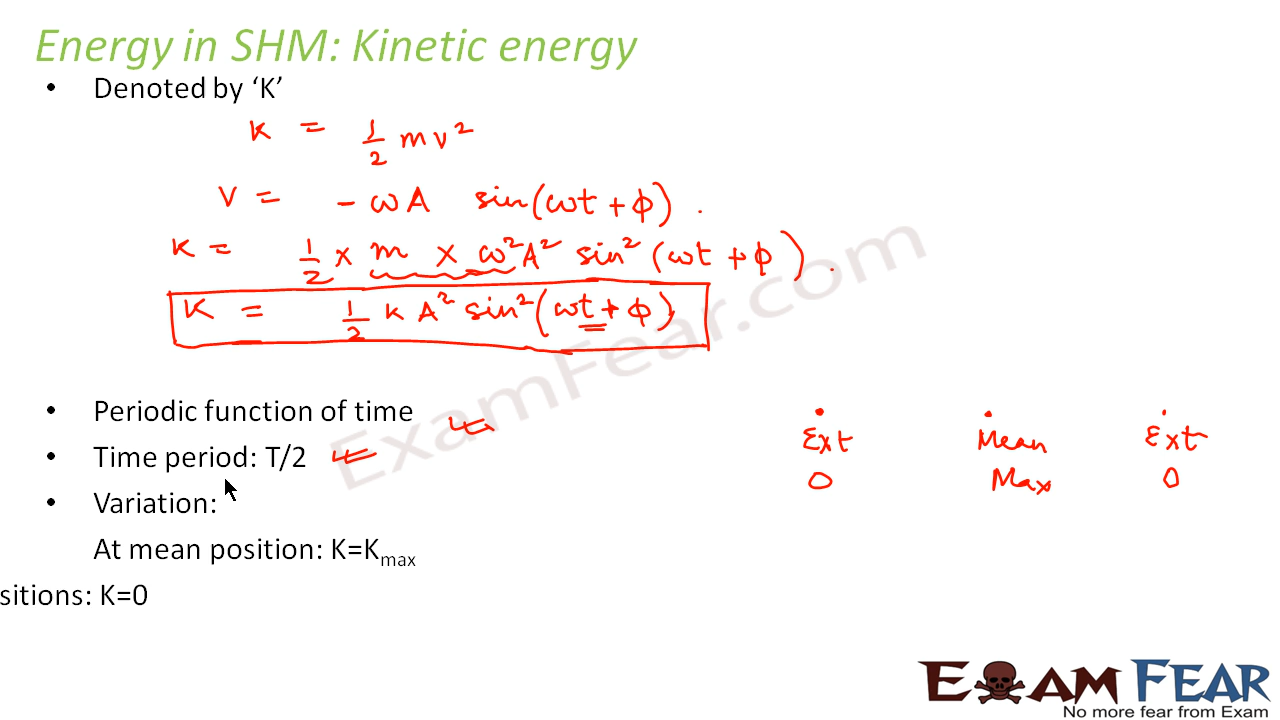 Energy in SHM: Kinetic energy
• Denoted by ‘K’
K = 1/2 mv²
V = - ωA sin(ωt + ϕ).
K = 1/2 × m × ω²A² sin²(ωt + ϕ).
K = 1/2 K A² sin²(ωt + ϕ)
ExamFear.com
• Periodic function of time
• Time period: T/2
• Variation:
At mean position: K=Kmax
sitions: K=0
Ext Mean Ext
0 Max 0
EXAM FEAR
No more fear from Exam